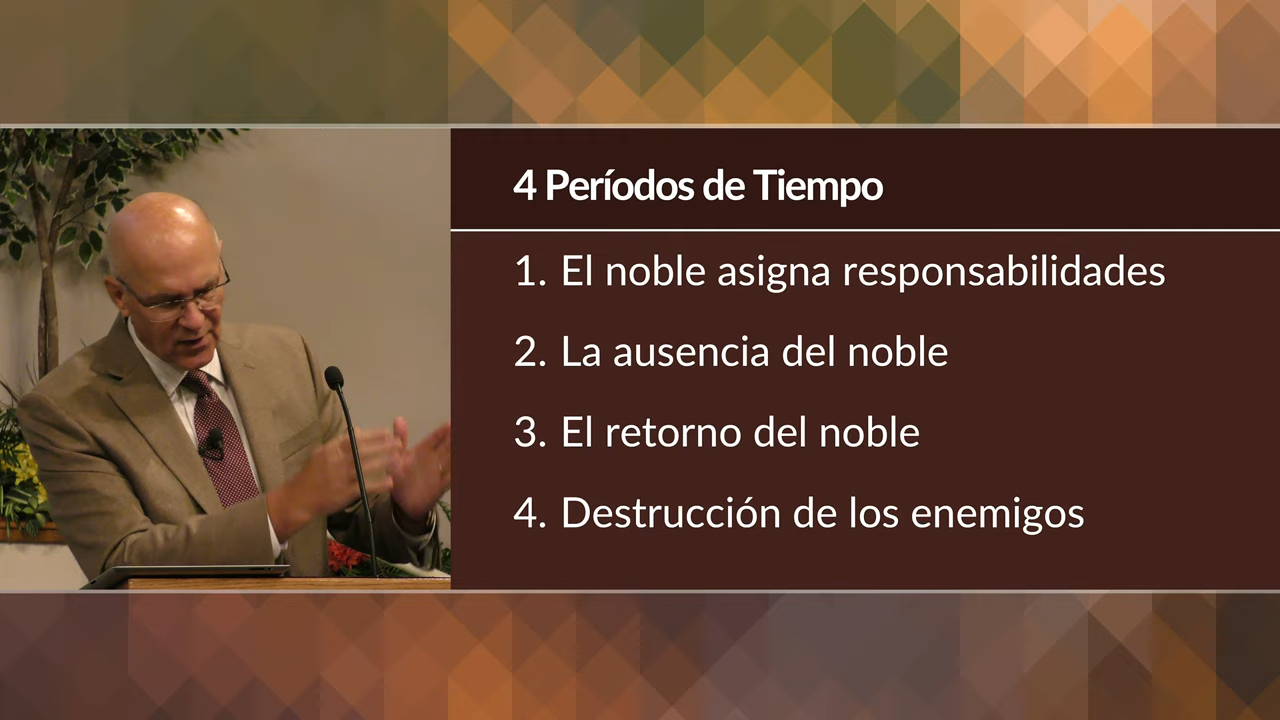 4 Períodos de Tiempo
1. El noble asigna responsabilidades
2. La ausencia del noble
3. El retorno del noble
4. Destrucción de los enemigos